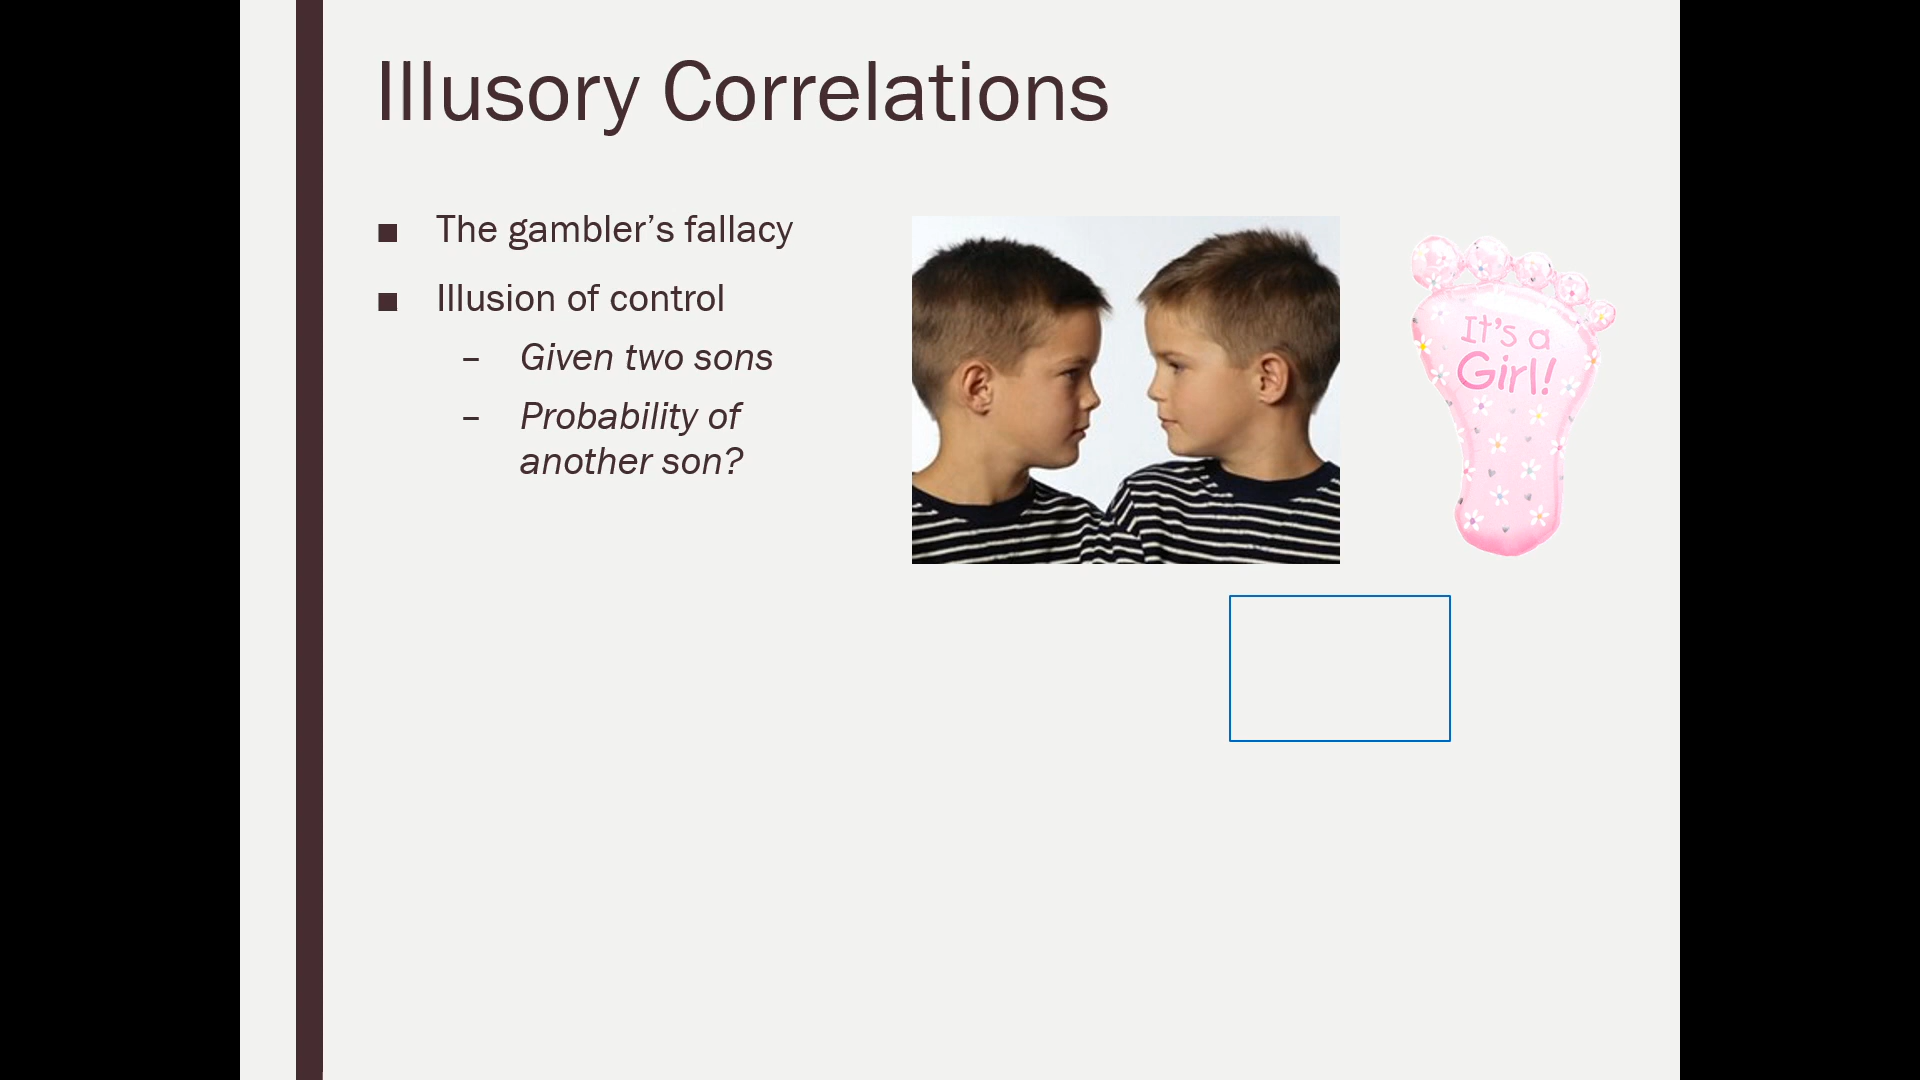 Illusory Correlations
■ The gambler’s fallacy
■ Illusion of control
– Given two sons
– Probability of
another son?
It's a
Girl!